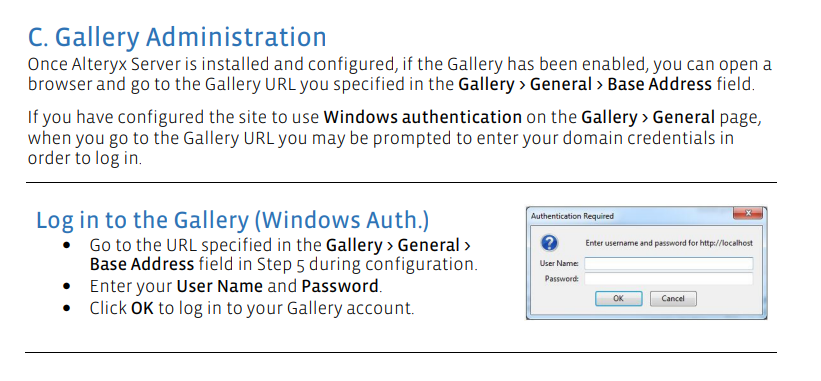 C. Gallery Administration
Once Alteryx Server is installed and configured, if the Gallery has been enabled, you can open a
browser and go to the Gallery URL you specified in the Gallery > General > Base Address field.
If you have configured the site to use Windows authentication on the Gallery > General page,
when you go to the Gallery URL you may be prompted to enter your domain credentials in
order to log in.
Log in to the Gallery (Windows Auth.)
• Go to the URL specified in the Gallery > General >
Base Address field in Step 5 during configuration.
• Enter your User Name and Password.
• Click OK to log in to your Gallery account.
Authentication Required
Enter username and password for http://localhost
User Name:
Password:
OK
Cancel